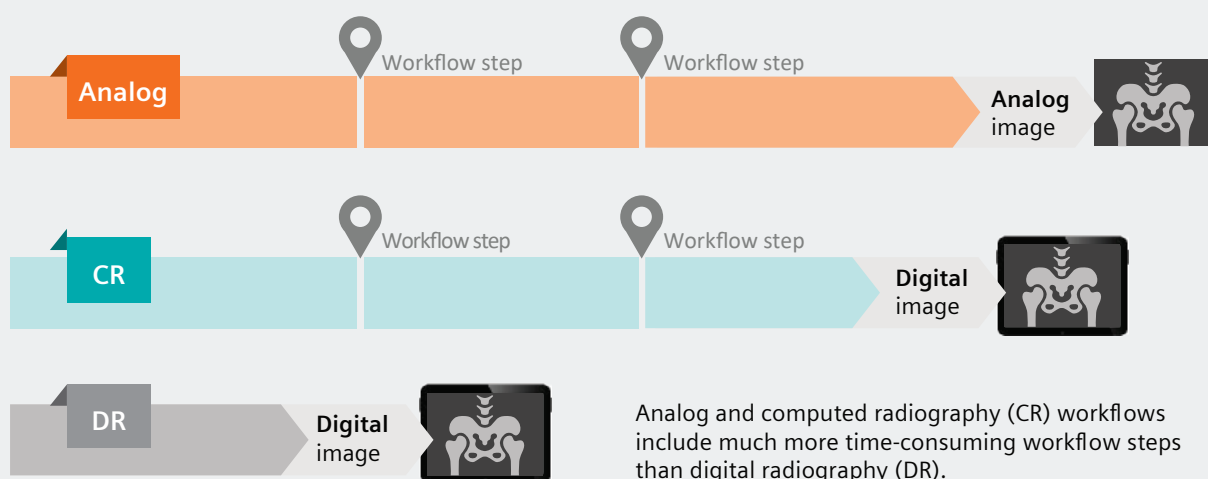 Analog
Workflow step
Workflow step
Analog
image
CR
Workflow step
Workflow step
Digital
image
DR
Digital
image
Analog and computed radiography (CR) workflows
include much more time-consuming workflow steps
than digital radiography (DR).